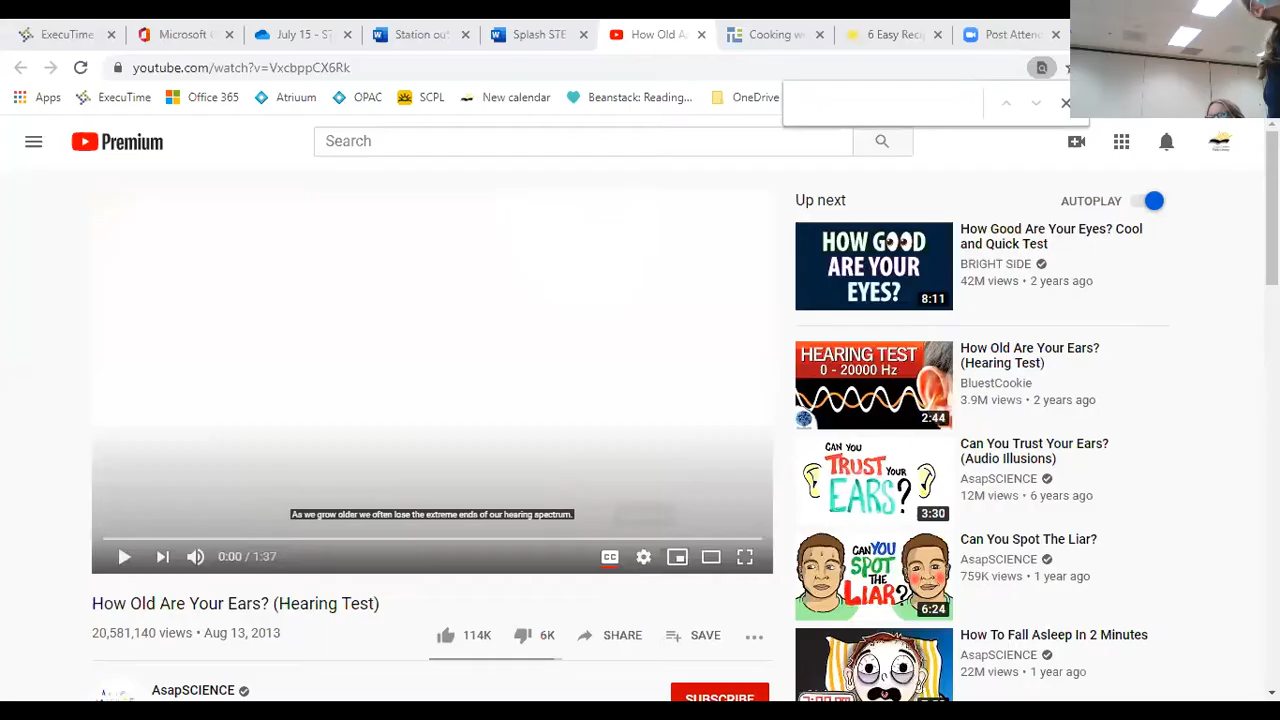 ExecuTime
Microsoft
July 15 - ST
Word
Station ou
Splash STE
How Old A
Cooking w
6 Easy Reci
Post Attend
youtube.com/watch?v=VxcbppCX6Rk
Apps
ExecuTime
Office 365
Atriuum
OPAC
SCPL
New calendar
Beanstack: Reading...
OneDrive
Premium
Search
Up next
AUTOPLAY
HOW GOOD
ARE YOUR
EYES?
8:11
How Good Are Your Eyes? Cool
and Quick Test
BRIGHT SIDE
42M views • 2 years ago
HEARING TEST
0 - 20000 Hz
2:44
How Old Are Your Ears?
(Hearing Test)
BluestCookie
3.9M views • 2 years ago
CAN YOU
TRUST YOUR
EARS?
3:30
Can You Trust Your Ears?
(Audio Illusions)
AsapSCIENCE
12M views • 6 years ago
CAN YOU
SPOT
THE
LIAR?
6:24
Can You Spot The Liar?
AsapSCIENCE
759K views • 1 year ago
How To Fall Asleep In 2 Minutes
AsapSCIENCE
22M views • 1 year ago
As we grow older we often lose the extreme ends of our hearing spectrum.
0:00 / 1:37
CC
How Old Are Your Ears? (Hearing Test)
20,581,140 views • Aug 13, 2013
114K
6K
SHARE
SAVE
AsapSCIENCE
SUBSCRIBE